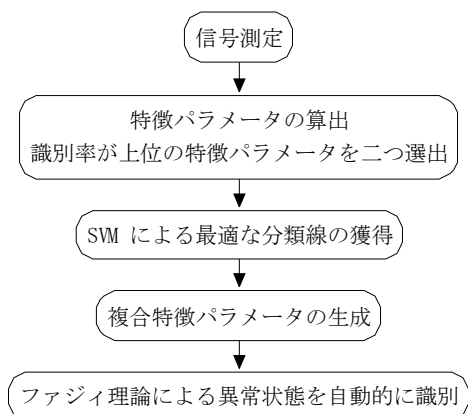 信号測定
特徴パラメータの算出
識別率が上位の特徴パラメータを二つ選出
SVM による最適な分類線の獲得
複合特徴パラメータの生成
ファジィ理論による異常状態を自動的に識別